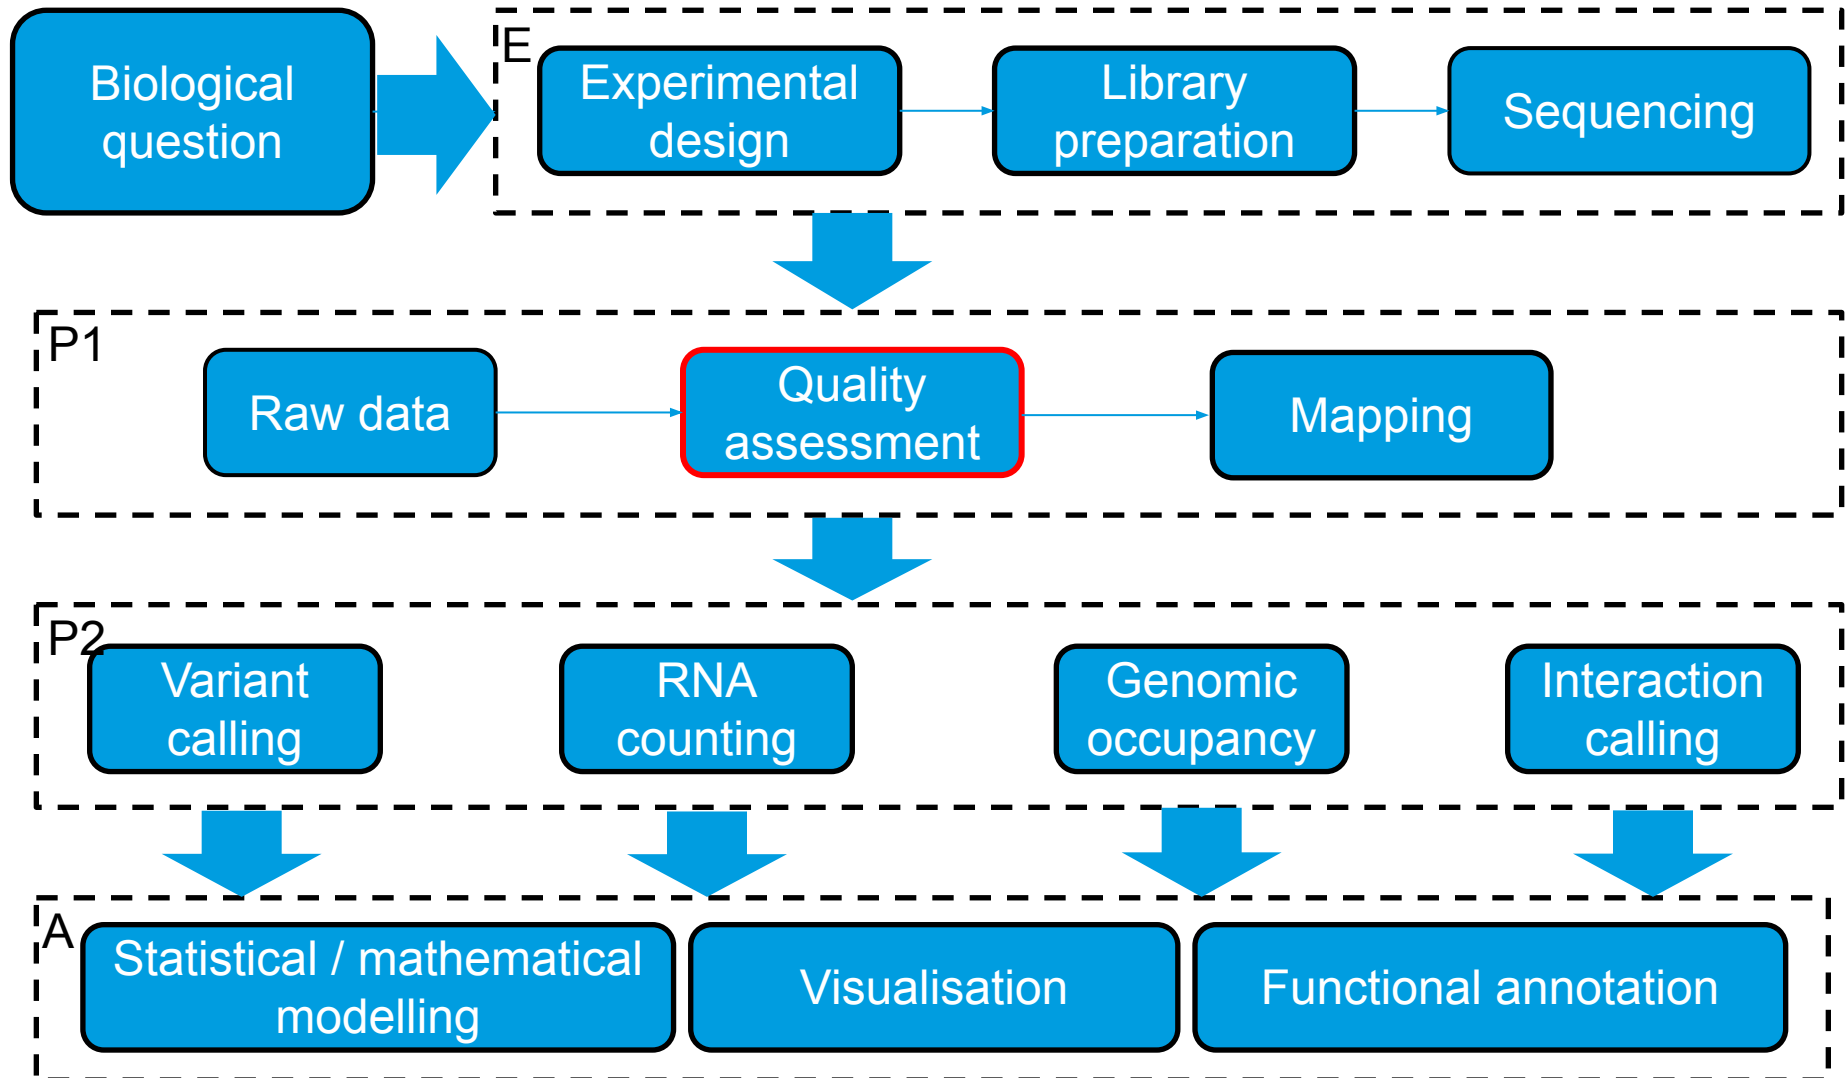 Biological
question
E
Experimental
design
Library
preparation
Sequencing
P1
Raw data
Quality
assessment
Mapping
P2
Variant
calling
RNA
counting
Genomic
occupancy
Interaction
calling
A
Statistical / mathematical
modelling
Visualisation
Functional annotation